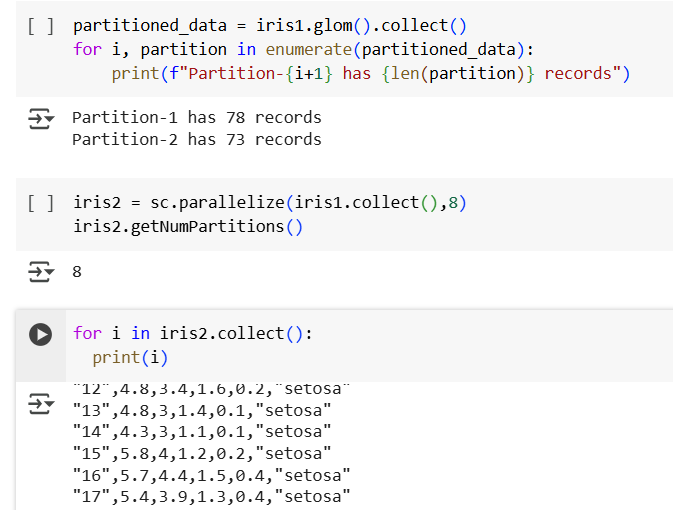 [ ] partitioned_data = iris1.glom().collect()
for i, partition in enumerate(partitioned_data):
    print(f"Partition-{i+1} has {len(partition)} records")
Partition-1 has 78 records
Partition-2 has 73 records
[ ] iris2 = sc.parallelize(iris1.collect(),8)
iris2.getNumPartitions()
8
for i in iris2.collect():
  print(i)
"12",4.8,3.4,1.6,0.2,"setosa"
"13",4.8,3,1.4,0.1,"setosa"
"14",4.3,3,1.1,0.1,"setosa"
"15",5.8,4,1.2,0.2,"setosa"
"16",5.7,4.4,1.5,0.4,"setosa"
"17",5.4,3.9,1.3,0.4,"setosa"